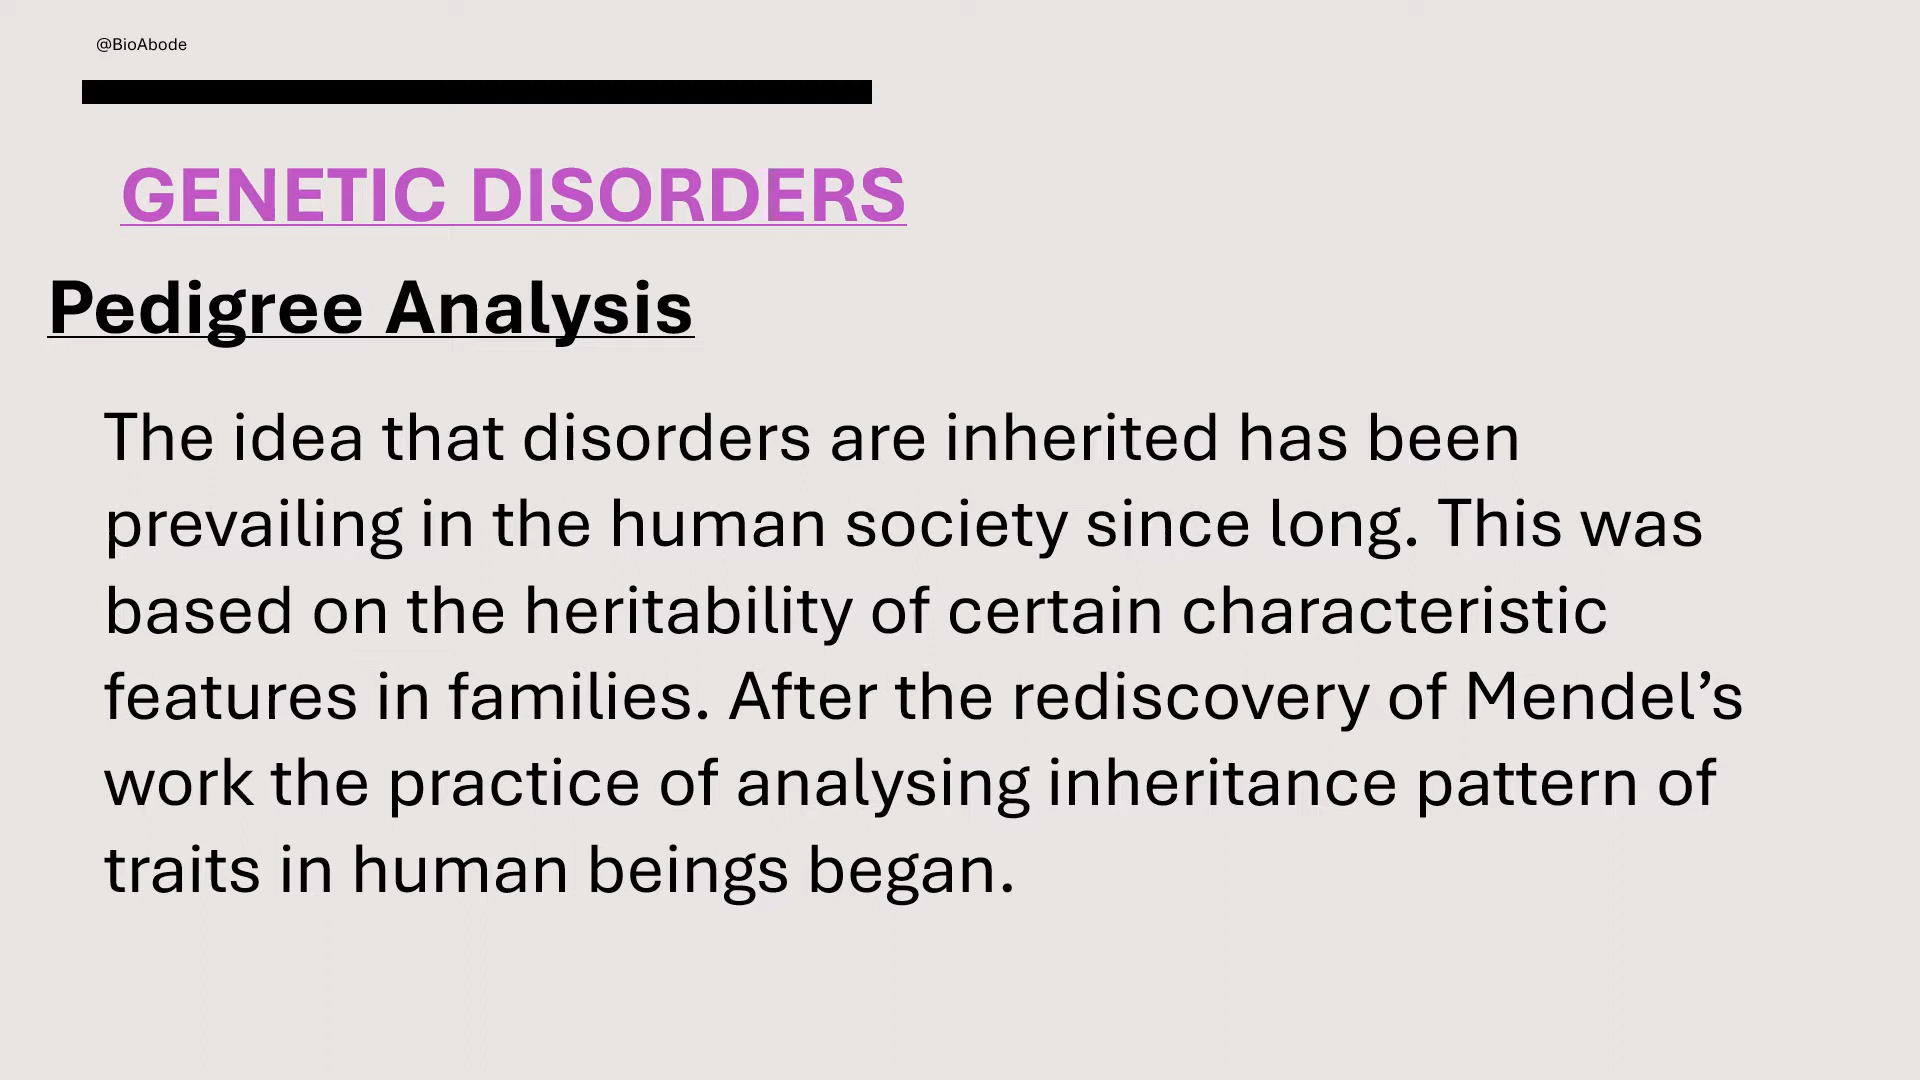 @BioAbode
GENETIC DISORDERS
Pedigree Analysis
The idea that disorders are inherited has been
prevailing in the human society since long. This was
based on the heritability of certain characteristic
features in families. After the rediscovery of Mendel’s
work the practice of analysing inheritance pattern of
traits in human beings began.